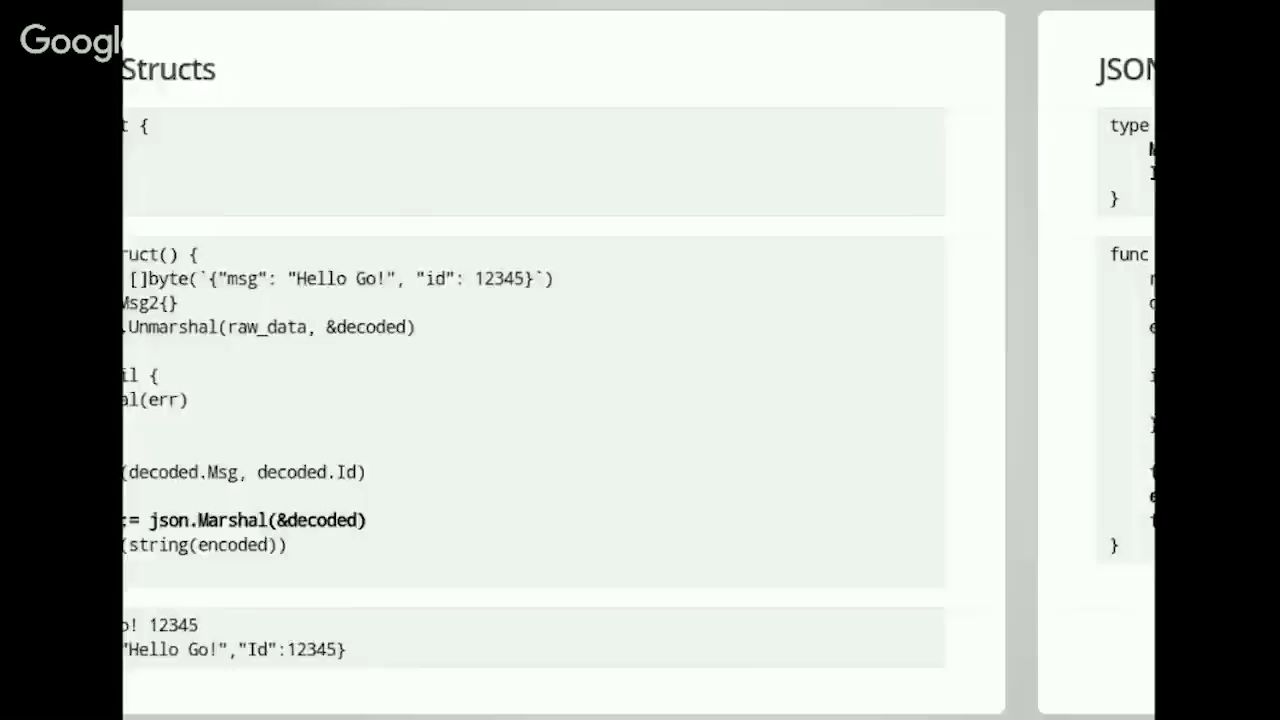 Google
Structs
t {
ruct() {
[]byte(`{"msg": "Hello Go!", "id": 12345}`)
Msg2{}
.Unmarshal(raw_data, &decoded)
il {
al(err)
(decoded.Msg, decoded.Id)
:= json.Marshal(&decoded)
(string(encoded))
o! 12345
"Hello Go!","Id":12345}
JSON
type
}
func
}